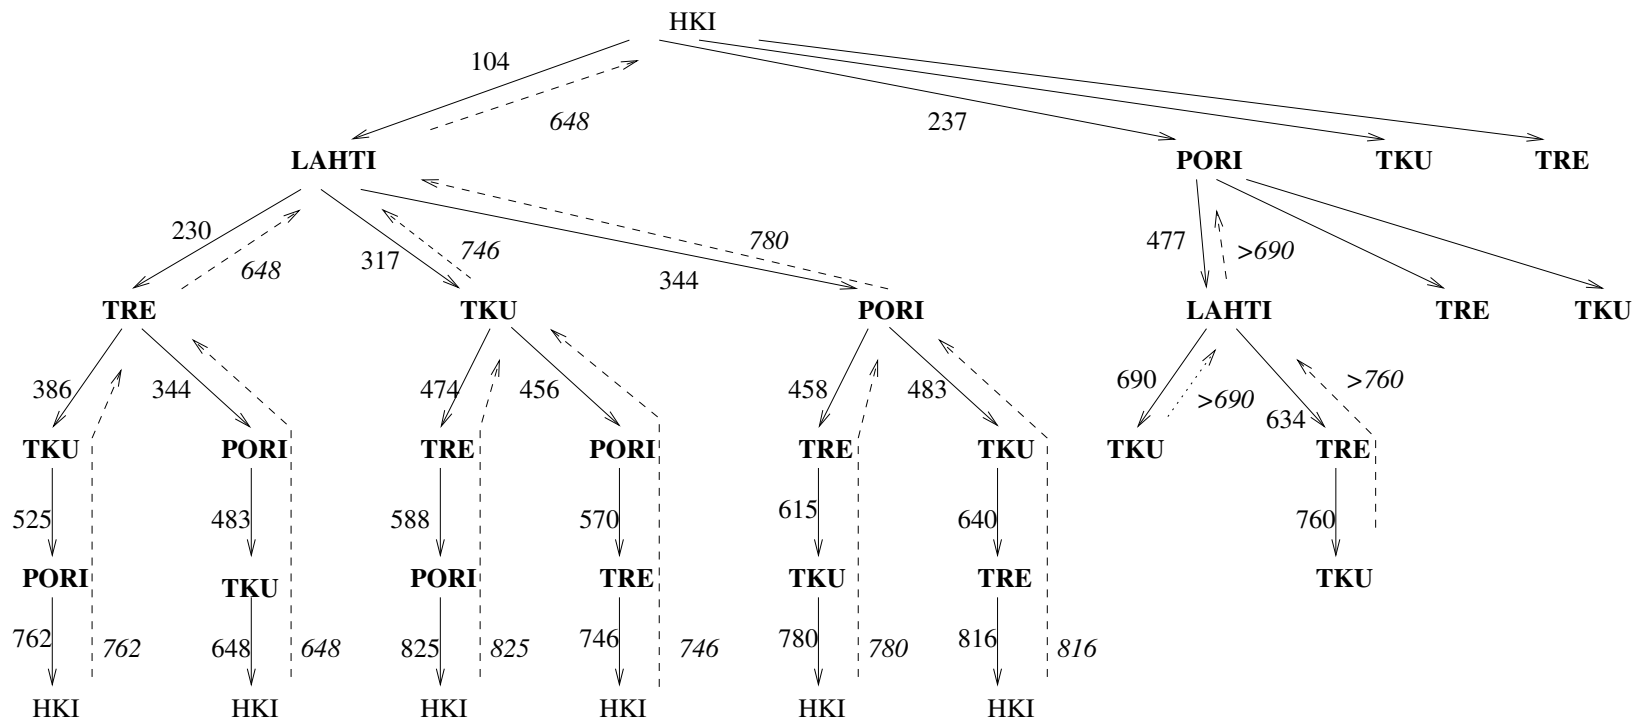 HKI
104
648
237
LAHTI
PORI
TKU
TRE
230
648
317
746
344
780
477
>690
TRE
TKU
PORI
LAHTI
TRE
TKU
386
344
474
456
458
483
690
>690
634
>760
TKU
PORI
TRE
PORI
TRE
TKU
TKU
TRE
525
483
588
570
615
640
760
PORI
TKU
PORI
TRE
TKU
TRE
TKU
762
762
648
648
825
825
746
746
780
780
816
816
HKI
HKI
HKI
HKI
HKI
HKI